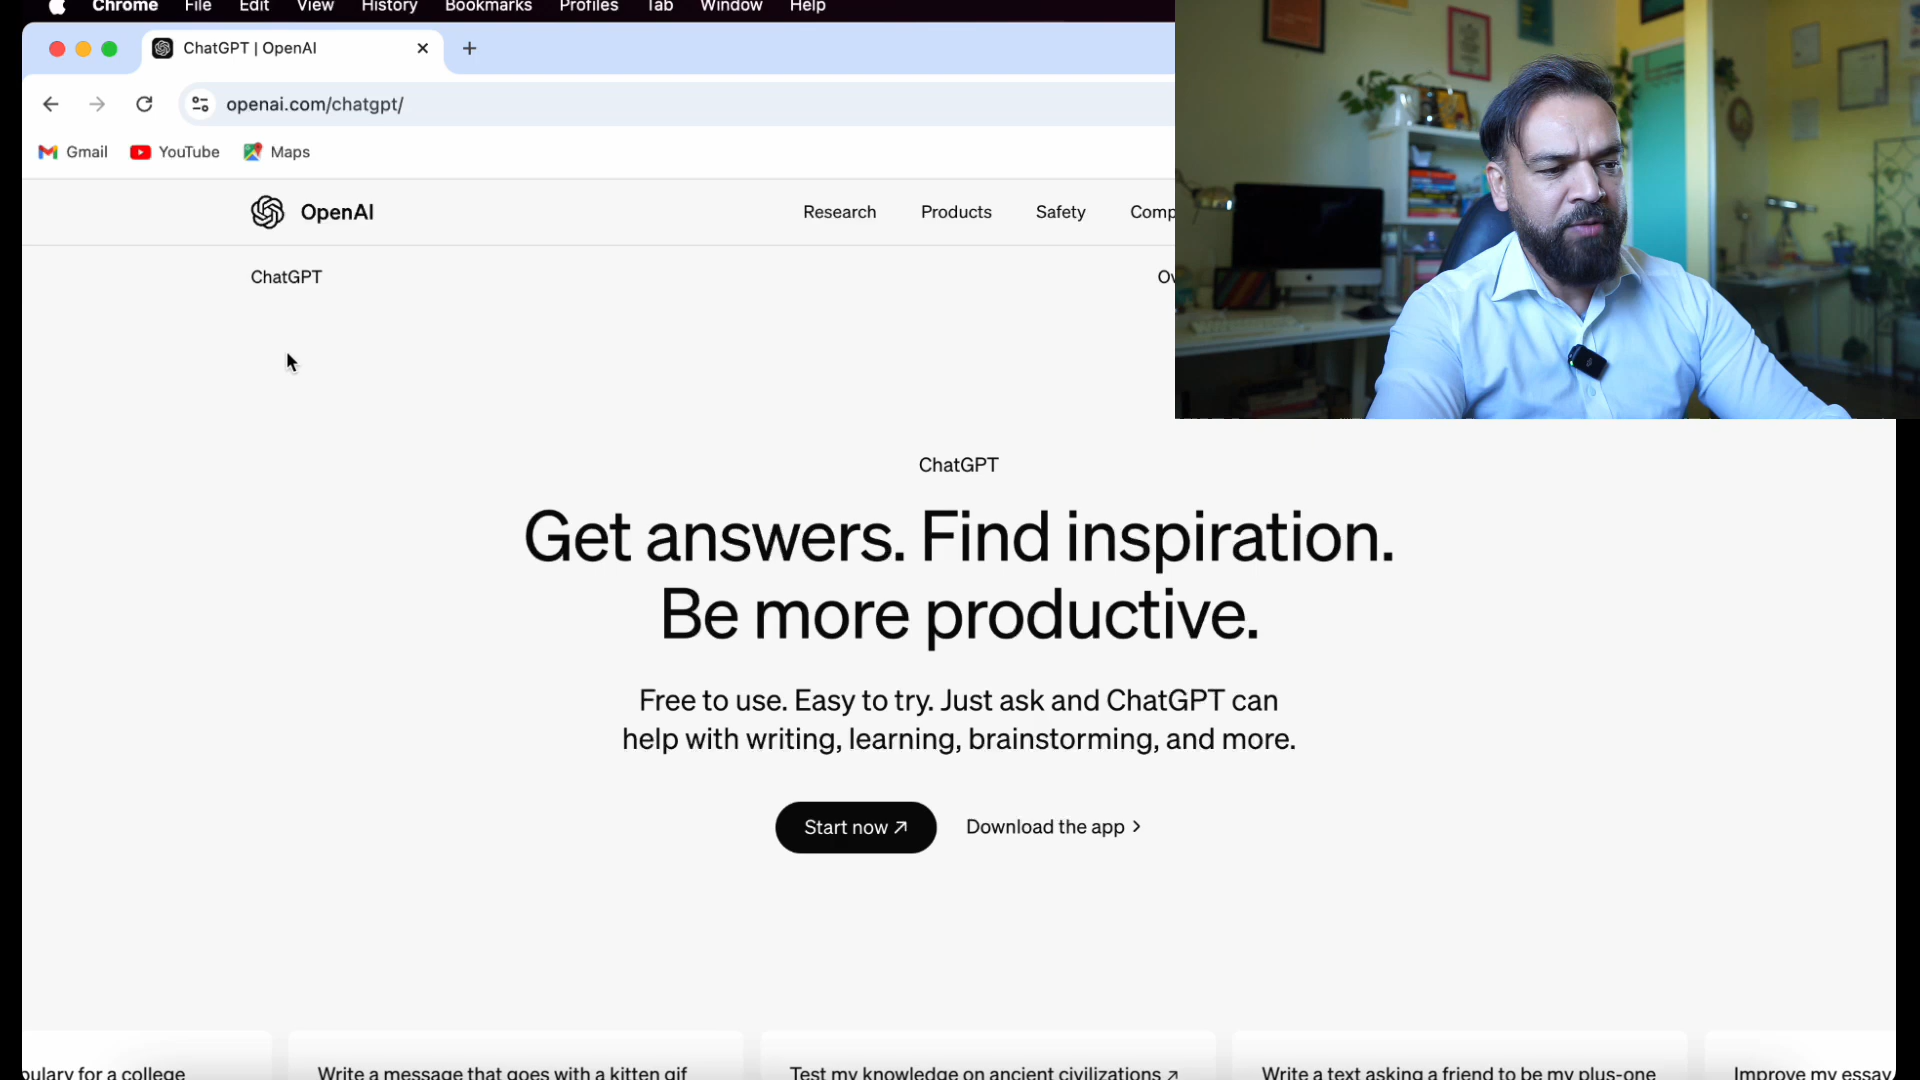 Chrome File Edit View History Bookmarks Profiles Tab Window Help
ChatGPT | OpenAI
openai.com/chatgpt/
Gmail YouTube Maps
OpenAI
Research Products Safety Comp
ChatGPT
Ov
ChatGPT
Get answers. Find inspiration.
Be more productive.
Free to use. Easy to try. Just ask and ChatGPT can
help with writing, learning, brainstorming, and more.
Start now ↗ Download the app >
bulary for a college
Write a message that goes with a kitten gif
Test my knowledge on ancient civilizations ↗
Write a text asking a friend to be my plus-one
Improve my essay